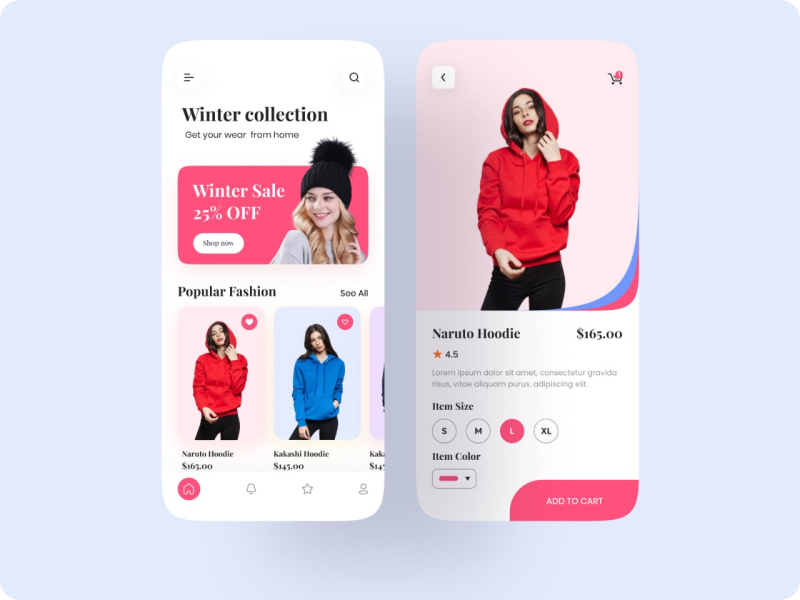 Winter collection
Get your wear from home
Winter Sale
25% OFF
Shop now
Popular Fashion
See All
Naruto Hoodie
$165.00
Kakashi Hoodie
$145.00
Kaka
$14
1
Naruto Hoodie
$165.00
4.5
Lorem ipsum dolor sit amet, consectetur gravida
risus, vitae aliquam purus. adipiscing elit.
Item Size
S
M
L
XL
Item Color
ADD TO CART